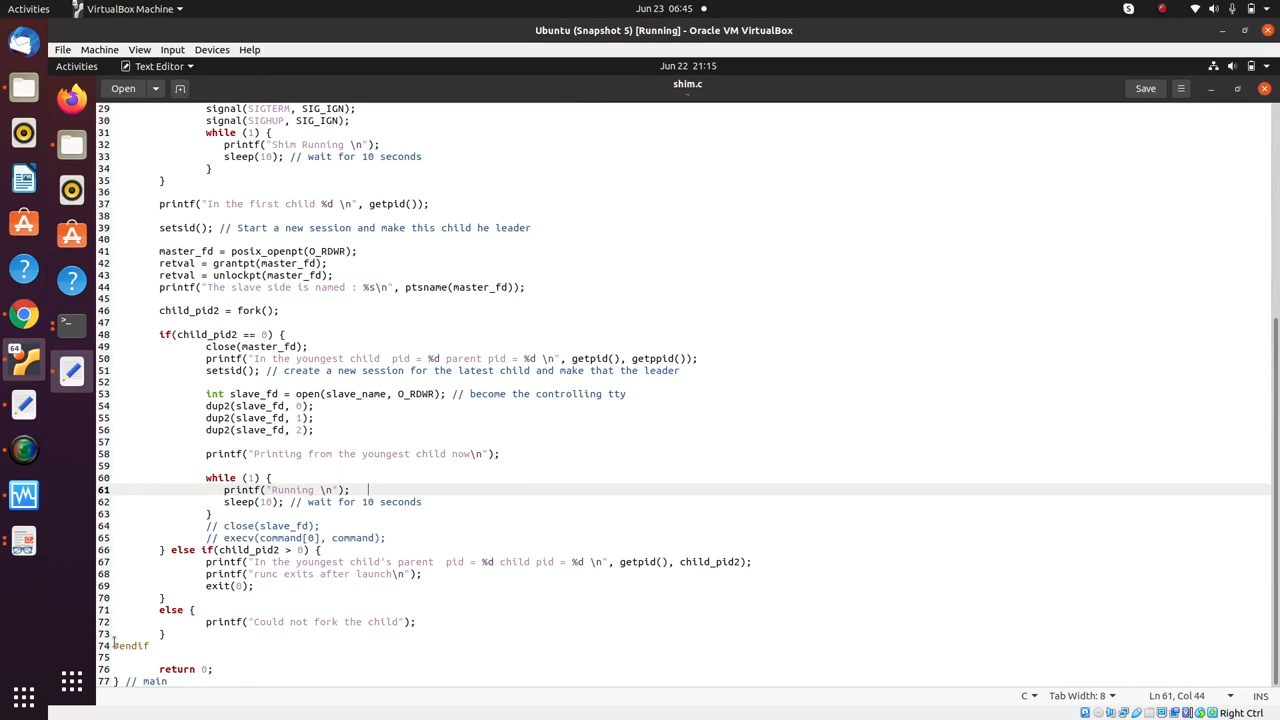 Activities VirtualBox Machine Jun 23 06:45
Ubuntu (Snapshot 5) [Running] - Oracle VM VirtualBox
File Machine View Input Devices Help
Activities Text Editor Jun 22 21:15
Open shim.c Save
29 signal(SIGTERM, SIG_IGN);
30 signal(SIGHUP, SIG_IGN);
31 while (1) {
32 printf("Shim Running \n");
33 sleep(10); // wait for 10 seconds
34 }
35 }
36
37 printf("In the first child %d \n", getpid());
38
39 setsid(); // Start a new session and make this child he leader
40
41 master_fd = posix_openpt(O_RDWR);
42 retval = grantpt(master_fd);
43 retval = unlockpt(master_fd);
44 printf("The slave side is named : %s\n", ptsname(master_fd));
45
46 child_pid2 = fork();
47
48 if(child_pid2 == 0) {
49 close(master_fd);
50 printf("In the youngest child  pid = %d parent pid = %d \n", getpid(), getppid());
51 setsid(); // create a new session for the latest child and make that the leader
52
53 int slave_fd = open(slave_name, O_RDWR); // become the controlling tty
54 dup2(slave_fd, 0);
55 dup2(slave_fd, 1);
56 dup2(slave_fd, 2);
57
58 printf("Printing from the youngest child now\n");
59
60 while (1) {
61 printf("Running \n");
62 sleep(10); // wait for 10 seconds
63 }
64 // close(slave_fd);
65 // execv(command[0], command);
66 } else if(child_pid2 > 0) {
67 printf("In the youngest child's parent  pid = %d child pid = %d \n", getpid(), child_pid2);
68 printf("runc exits after launch\n");
69 exit(0);
70 }
71 else {
72 printf("Could not fork the child");
73 }
74 #endif
75
76 return 0;
77 } // main
64
C Tab Width: 8 Ln 61, Col 44 INS
Right Ctrl